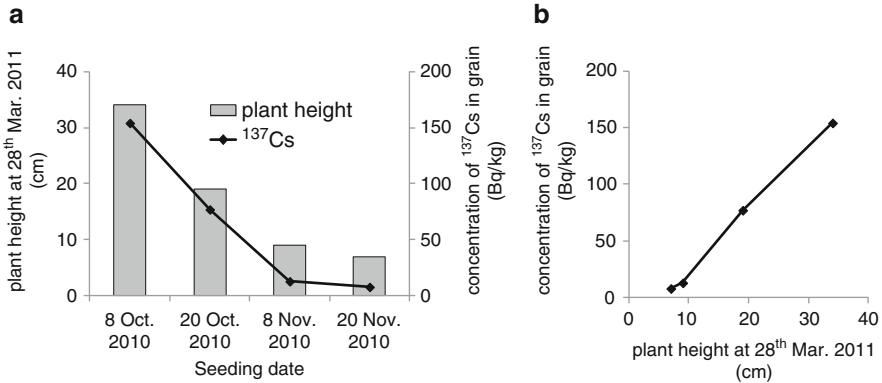 a
plant height at 28th Mar. 2011
(cm)
40
30
20
10
0
plant height
137Cs
200
150
100
50
0
concentration of 137Cs in grain
(Bq/kg)
8 Oct.
2010
20 Oct.
2010
8 Nov.
2010
20 Nov.
2010
Seeding date
b
concentration of 137Cs in grain
(Bq/kg)
200
150
100
50
0
0 10 20 30 40
plant height at 28th Mar. 2011
(cm)